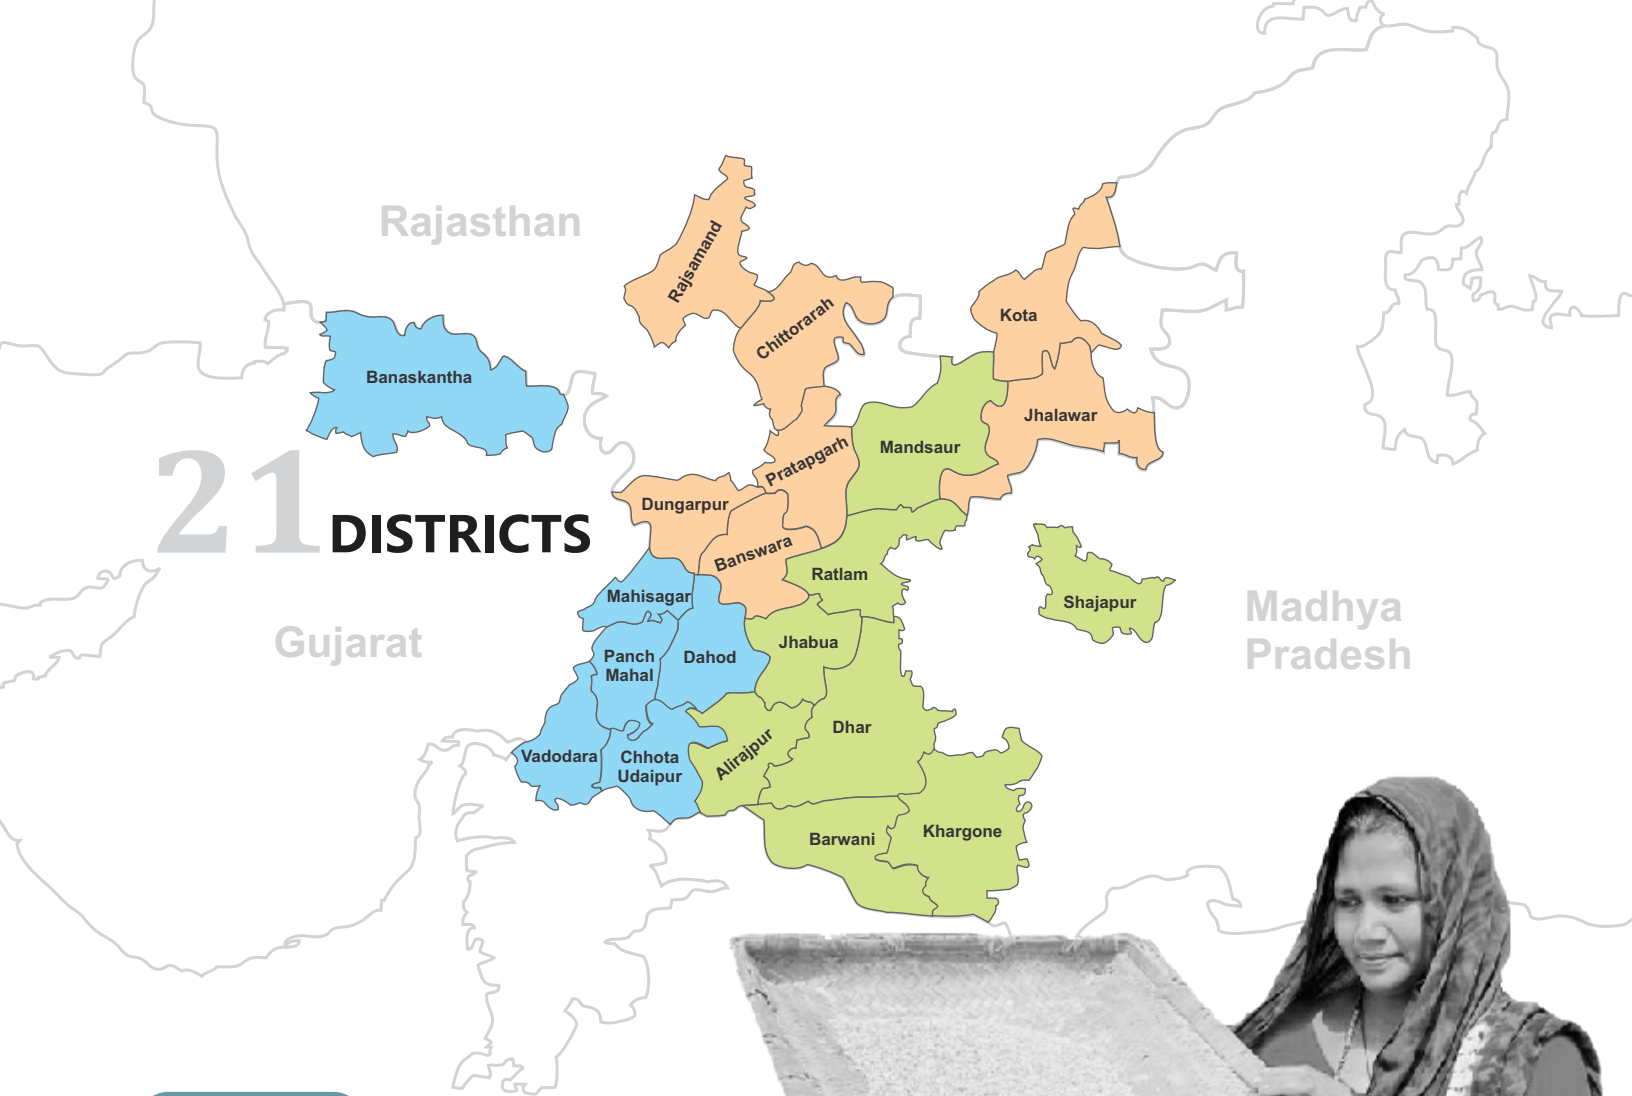 Rajasthan
Rajsamand
Chittorarah
Kota
Banaskantha
Jhalawar
Mandsaur
Pratapgarh
21 DISTRICTS
Dungarpur
Banswara
Ratlam
Mahisagar
Shajapur
Madhya
Pradesh
Gujarat
Jhabua
Panch
Mahal
Dahod
Dhar
Alirajpur
Vadodara
Chhota
Udaipur
Barwani
Khargone